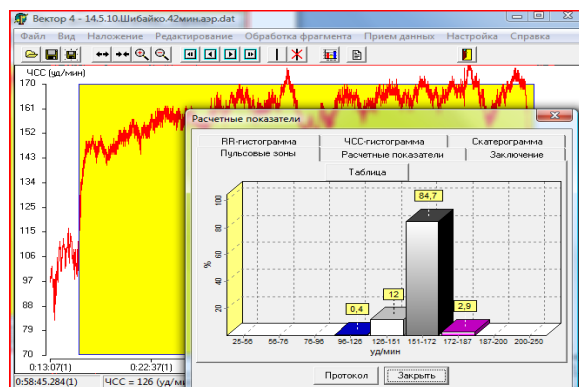 Вектор 4 - 14.5.10.Шибайко.42мин.аэр.dat
Файл Вид Наложение Редактирование Обработка фрагмента Прием данных Настройка Справка
ЧСС (уд/мин)
170
161
152
143
134
124
115
106
97
88
79
70
0:13:07(1) 0:22:37(1)
0:58:45.284(1) ЧСС = 126 (уд/ми
Расчетные показатели
RR-гистограмма ЧСС-гистограмма Скатерограмма
Пульсовые зоны Расчетные показатели Заключение
Таблица
%
100
80
60
40
20
0,4
12
84,7
2,9
25-56 56-76 76-96 96-126 126-151 151-172 172-187 187-200 200-250
уд/мин
Протокол Закрыть